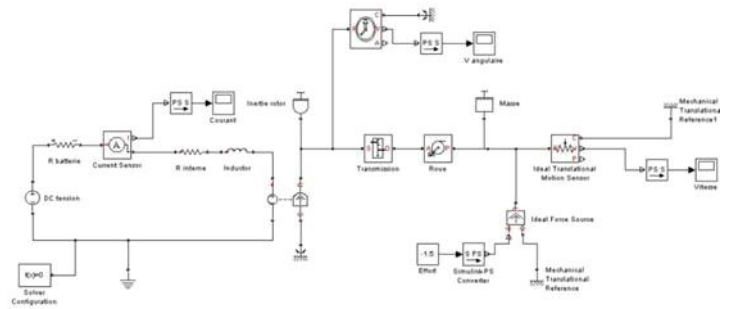 C
R
V
A
PS S
V angulaire
PS S
Courant
Inertie rotor
Masse
Mechanical
Translational
Reference1
R batterie
A
Current Sensor
R interne
Inductor
S
O
Transmission
A
P
Roue
Ideal Translational
Motion Sensor
PS S
Vitesse
DC tension
Ideal Force Source
-1.5
Effort
S PS
Simulink-PS
Converter
Mechanical
Translational
Reference
f(x)=0
Solver
Configuration